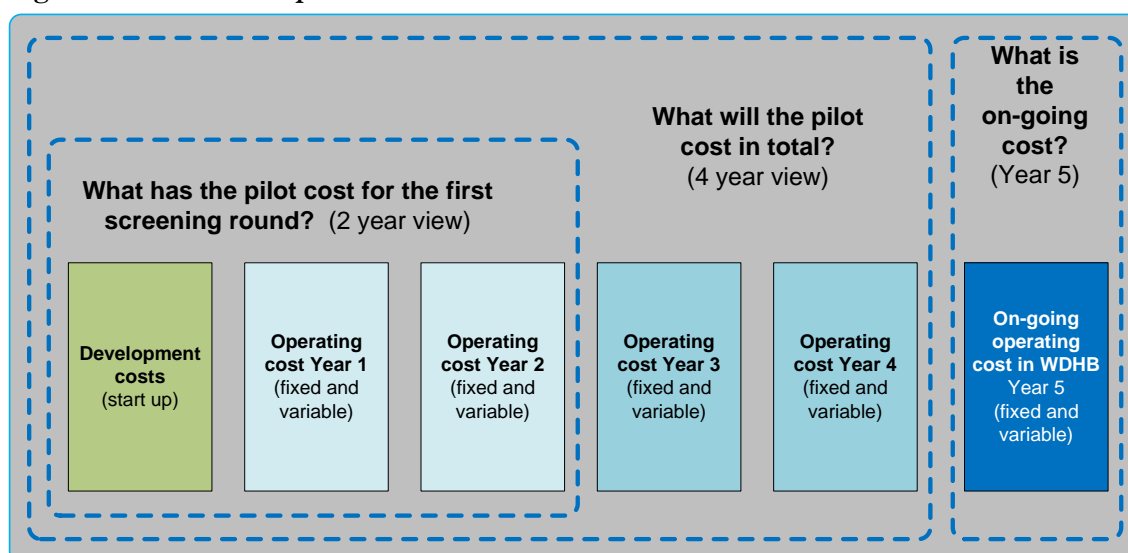 What is
the
on-going
cost?
(Year 5)
What will the pilot
cost in total?
(4 year view)
What has the pilot cost for the first
screening round? (2 year view)
Development
costs
(start up)
Operating
cost Year 1
(fixed and
variable)
Operating
cost Year 2
(fixed and
variable)
Operating
cost Year 3
(fixed and
variable)
Operating
cost Year 4
(fixed and
variable)
On-going
operating
cost in WDHB
Year 5
(fixed and
variable)